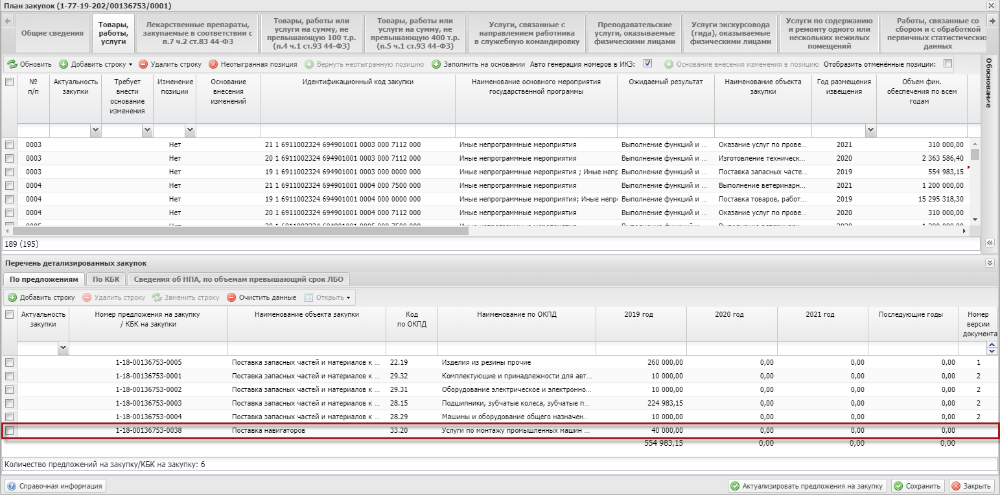 План закупок (1-77-19-202/00136753/0001)
Общие сведения
Товары,
работы,
услуги
Лекарственные препараты,
закупаемые в соответствии с
п.7 ч.2 ст.83 44-ФЗ
Товары, работы или
услуги на сумму, не
превышающую 100 т.р.
(п.4 ч.1 ст.93 44-ФЗ)
Товары, работы или
услуги на сумму, не
превышающую 400 т.р.
(п.5 ч.1 ст.93 44-ФЗ)
Услуги, связанные с
направлением работника
в служебную командировку
Преподавательские
услуги, оказываемые
физическими лицами
Услуги экскурсовода
(гида), оказываемые
физическими лицами
Услуги по содержанию
и ремонту одного или
нескольких нежилых
помещений
Работы, связанные со
сбором и с обработкой
первичных статистических
данных
Обновить Добавить строку Удалить строку Неотыгранная позиция Вернуть неотыгранную позицию Заполнить на основании Авто генерация номеров в ИКЗ: Основание внесения изменения в позицию Отобразить отменённые позиции:
Обоснование
№
п/п
Актуальность
закупки
Требует
внести
основание
изменения
Изменение
позиции
Основание
внесения
изменений
Идентификационный код закупки
Наименование основного мероприятия
государственной программы
Ожидаемый результат
Наименование объекта
закупки
Год размещения
извещения
Объем фин.
обеспечения по всем
годам
0003 Нет 21 1 6911002324 694901001 0003 000 7112 000 Иные непрограммные мероприятия Выполнение функций и ... Оказание услуг по прове... 2021 310 000,00
0003 Нет 20 1 6911002324 694901001 0003 000 7112 000 Иные непрограммные мероприятия Выполнение функций и ... Изготовление техническ... 2020 2 363 586,40
0003 Нет 19 1 6911002324 694901001 0003 000 0000 000 Иные непрограммные мероприятия ; Иные непр Выполнение функций и ... Поставка запасных часте... 2019 554 983,15
0004 Нет 21 1 6911002324 694901001 0004 000 7500 000 Иные непрограммные мероприятия Выполнение функций и ... Выполнение ветеринарн... 2021 1 200 000,00
0004 Нет 19 1 6911002324 694901001 0004 000 0000 000 Иные непрограммные мероприятия; Иные непро Выполнение функций и ... Поставка товаров, работ... 2019 15 295 318,30
0004 Нет 20 1 6911002324 694901001 0004 000 7112 000 Иные непрограммные мероприятия Выполнение функций и ... Оказание услуг по прове... 2020 310 000,00
0005 Нет 20 1 6911002324 694901001 0005 000 7500 000 Иные непрограммные мероприятия Выполнение функций и ... Выполнение ветеринарн... 2020 1 200 000,00
189 (195)
Перечень детализированных закупок
По предложениям По КБК Сведения об НПА, по объемам превышающий срок ЛБО
Добавить строку Удалить строку Заменить строку Очистить данные Открыть
Актуальность
закупки
Номер предложения на закупку
/ КБК на закупки
Наименование объекта закупки
Код
по ОКПД
Наименование по ОКПД
2019 год
2020 год
2021 год
Последующие годы
Номер
версии
документа
1-18-00136753-0005 Поставка запасных частей и материалов к ... 22.19 Изделия из резины прочие 260 000,00 0,00 0,00 0,00 1
1-18-00136753-0001 Поставка запасных частей и материалов к ... 29.32 Комплектующие и принадлежности для авт... 10 000,00 0,00 0,00 0,00 2
1-18-00136753-0002 Поставка запасных частей и материалов к ... 29.31 Оборудование электрическое и электронно... 10 000,00 0,00 0,00 0,00 2
1-18-00136753-0003 Поставка запасных частей и материалов к ... 28.15 Подшипники, зубчатые колеса, зубчатые п... 224 983,15 0,00 0,00 0,00 2
1-18-00136753-0004 Поставка запасных частей и материалов к ... 28.29 Машины и оборудование общего назначен... 10 000,00 0,00 0,00 0,00 2
1-18-00136753-0038 Поставка навигаторов 33.20 Услуги по монтажу промышленных машин ... 40 000,00 0,00 0,00 0,00
554 983,15 0,00 0,00 0,00
Количество предложений на закупку/КБК на закупку: 6
Справочная информация Актуализировать предложения на закупку Сохранить Закрыть